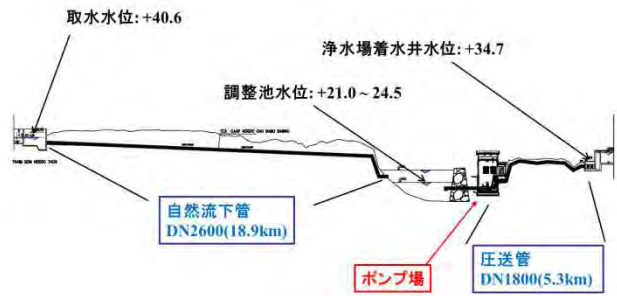 取水水位: +40.6
浄水場着水井水位: +34.7
調整池水位: +21.0 ~ 24.5
自然流下管
DN2600(18.9km)
ポンプ場
圧送管
DN1800(5.3km)